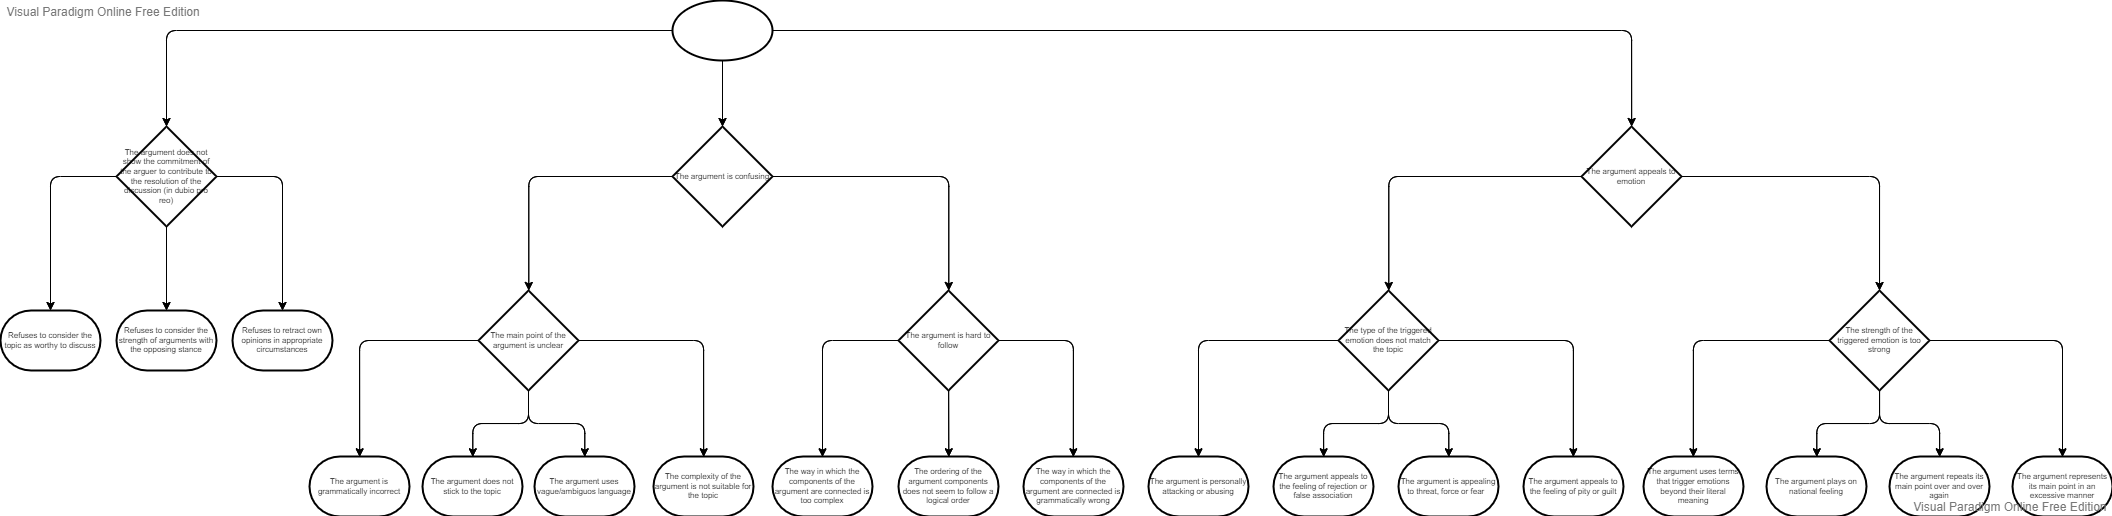 Visual Paradigm Online Free Edition
The argument does not
show the commitment of
the arguer to contribute to
the resolution of the
discussion (in dubio pro
reo)
The argument is confusing
The argument appeals to
emotion
Refuses to consider the
topic as worthy to discuss
Refuses to consider the
strength of arguments with
the opposing stance
Refuses to retract own
opinions in appropriate
circumstances
The main point of the
argument is unclear
The argument is hard to
follow
The type of the triggered
emotion does not match
the topic
The strength of the
triggered emotion is too
strong
The argument is
grammatically incorrect
The argument does not
stick to the topic
The argument uses
vague/ambiguos language
The complexity of the
argument is not suitable for
the topic
The way in which the
components of the
argument are connected is
too complex
The ordering of the
argument components
does not seem to follow a
logical order
The way in which the
components of the
argument are connected is
grammatically wrong
The argument is personally
attacking or abusing
The argument appeals to
the feeling of rejection or
false association
The argument is appealing
to threat, force or fear
The argument appeals to
the feeling of pity or guilt
The argument uses terms
that trigger emotions
beyond their literal
meaning
The argument plays on
national feeling
The argument repeats its
main point over and over
again
The argument represents
its main point in an
excessive manner
Visual Paradigm Online Free Edition